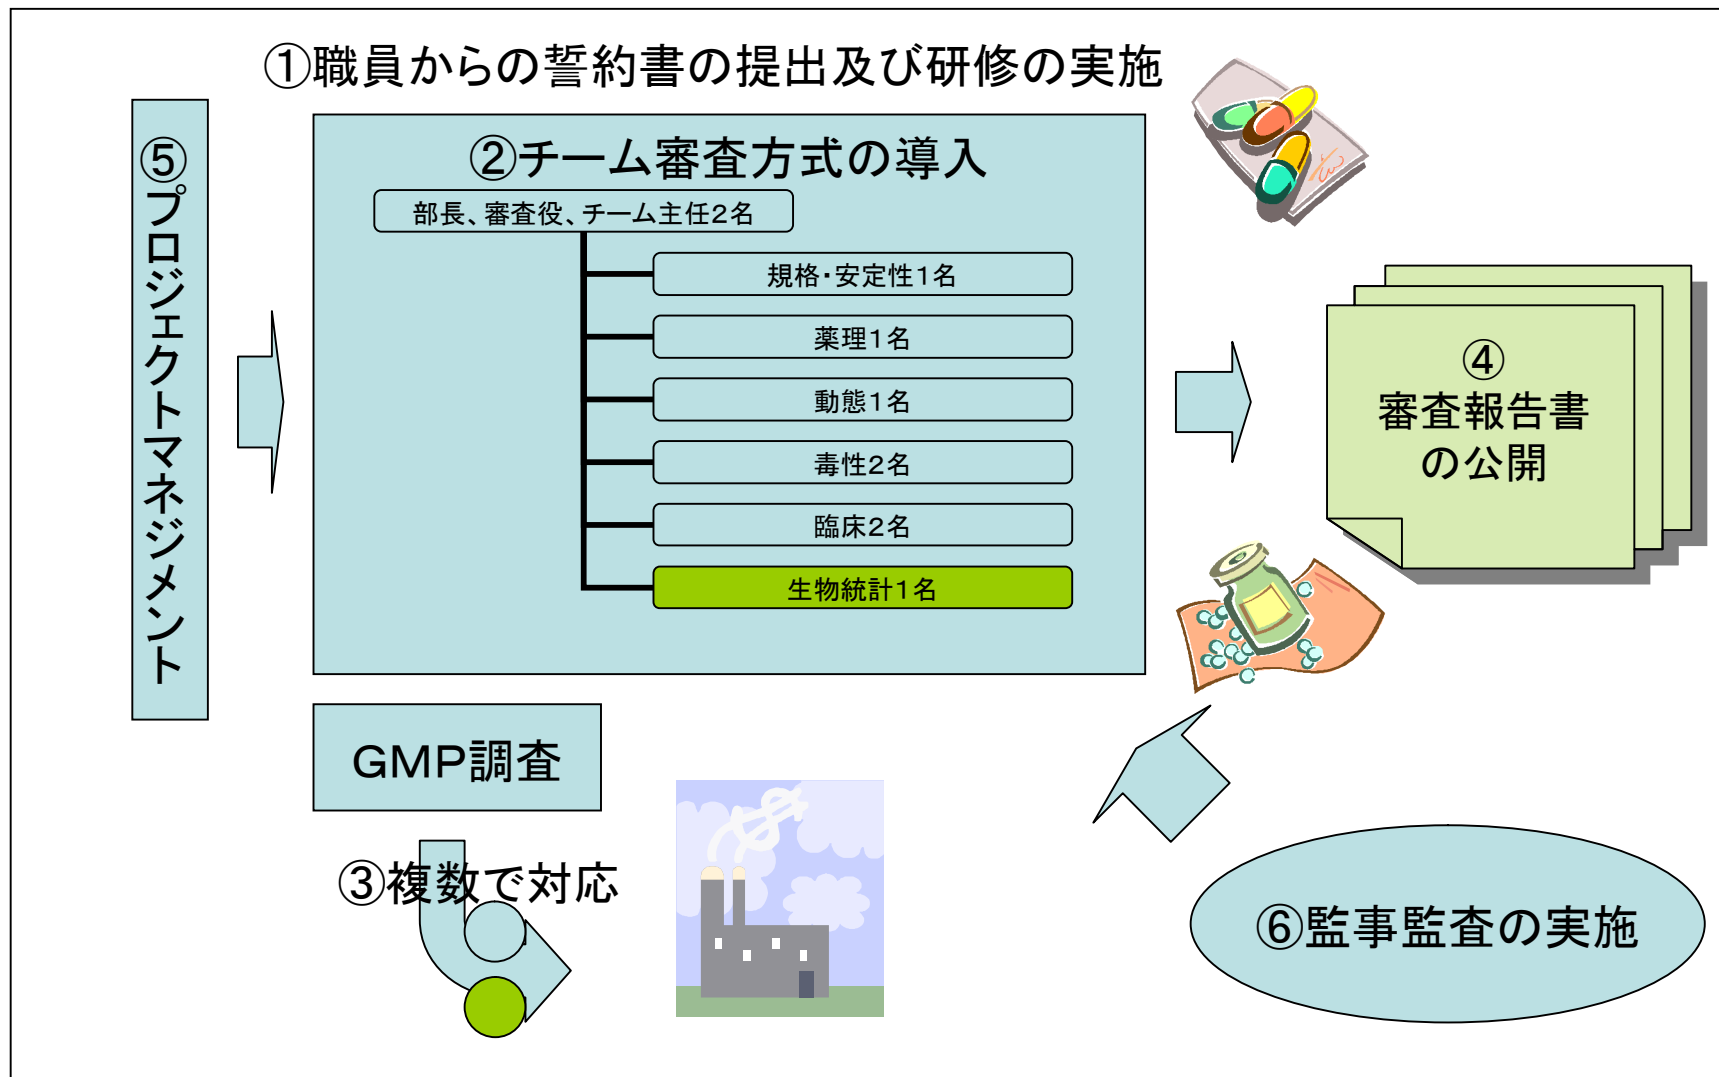 ①職員からの誓約書の提出及び研修の実施
⑤プロジェクトマネジメント
②チーム審査方式の導入
部長、審査役、チーム主任２名
規格・安定性１名
薬理１名
動態１名
毒性２名
臨床２名
生物統計１名
④
審査報告書
の公開
ＧＭＰ調査
③複数で対応
⑥監事監査の実施